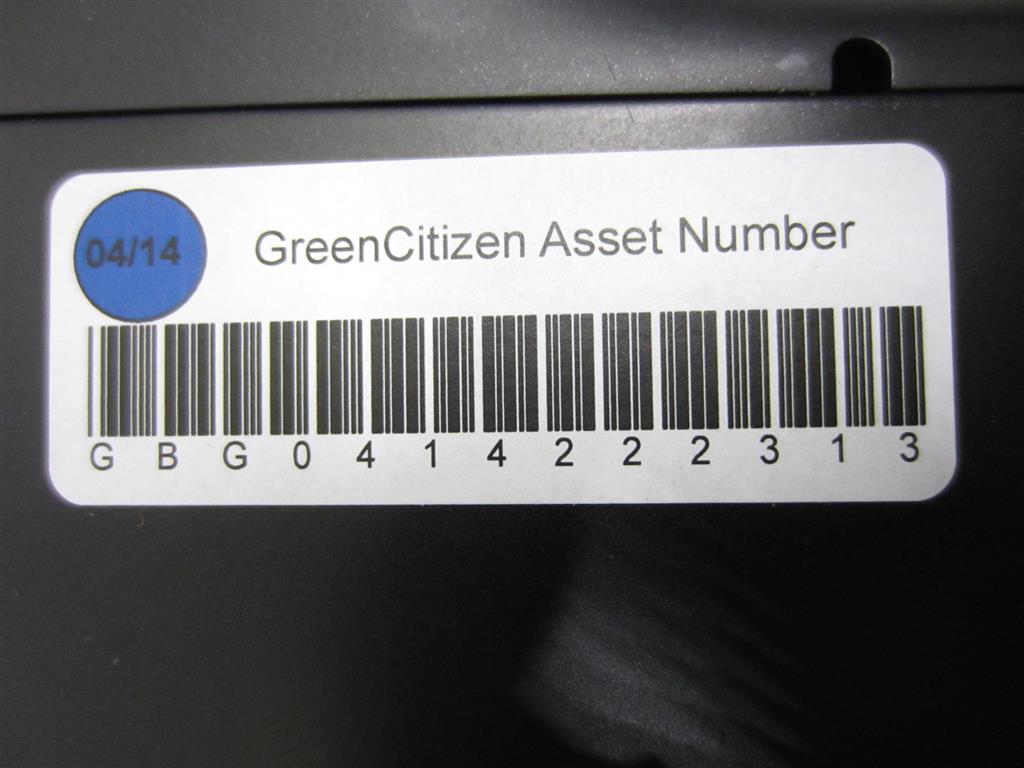 04/14
GreenCitizen Asset Number
G B G 0 4 1 4 2 2 2 3 1 3